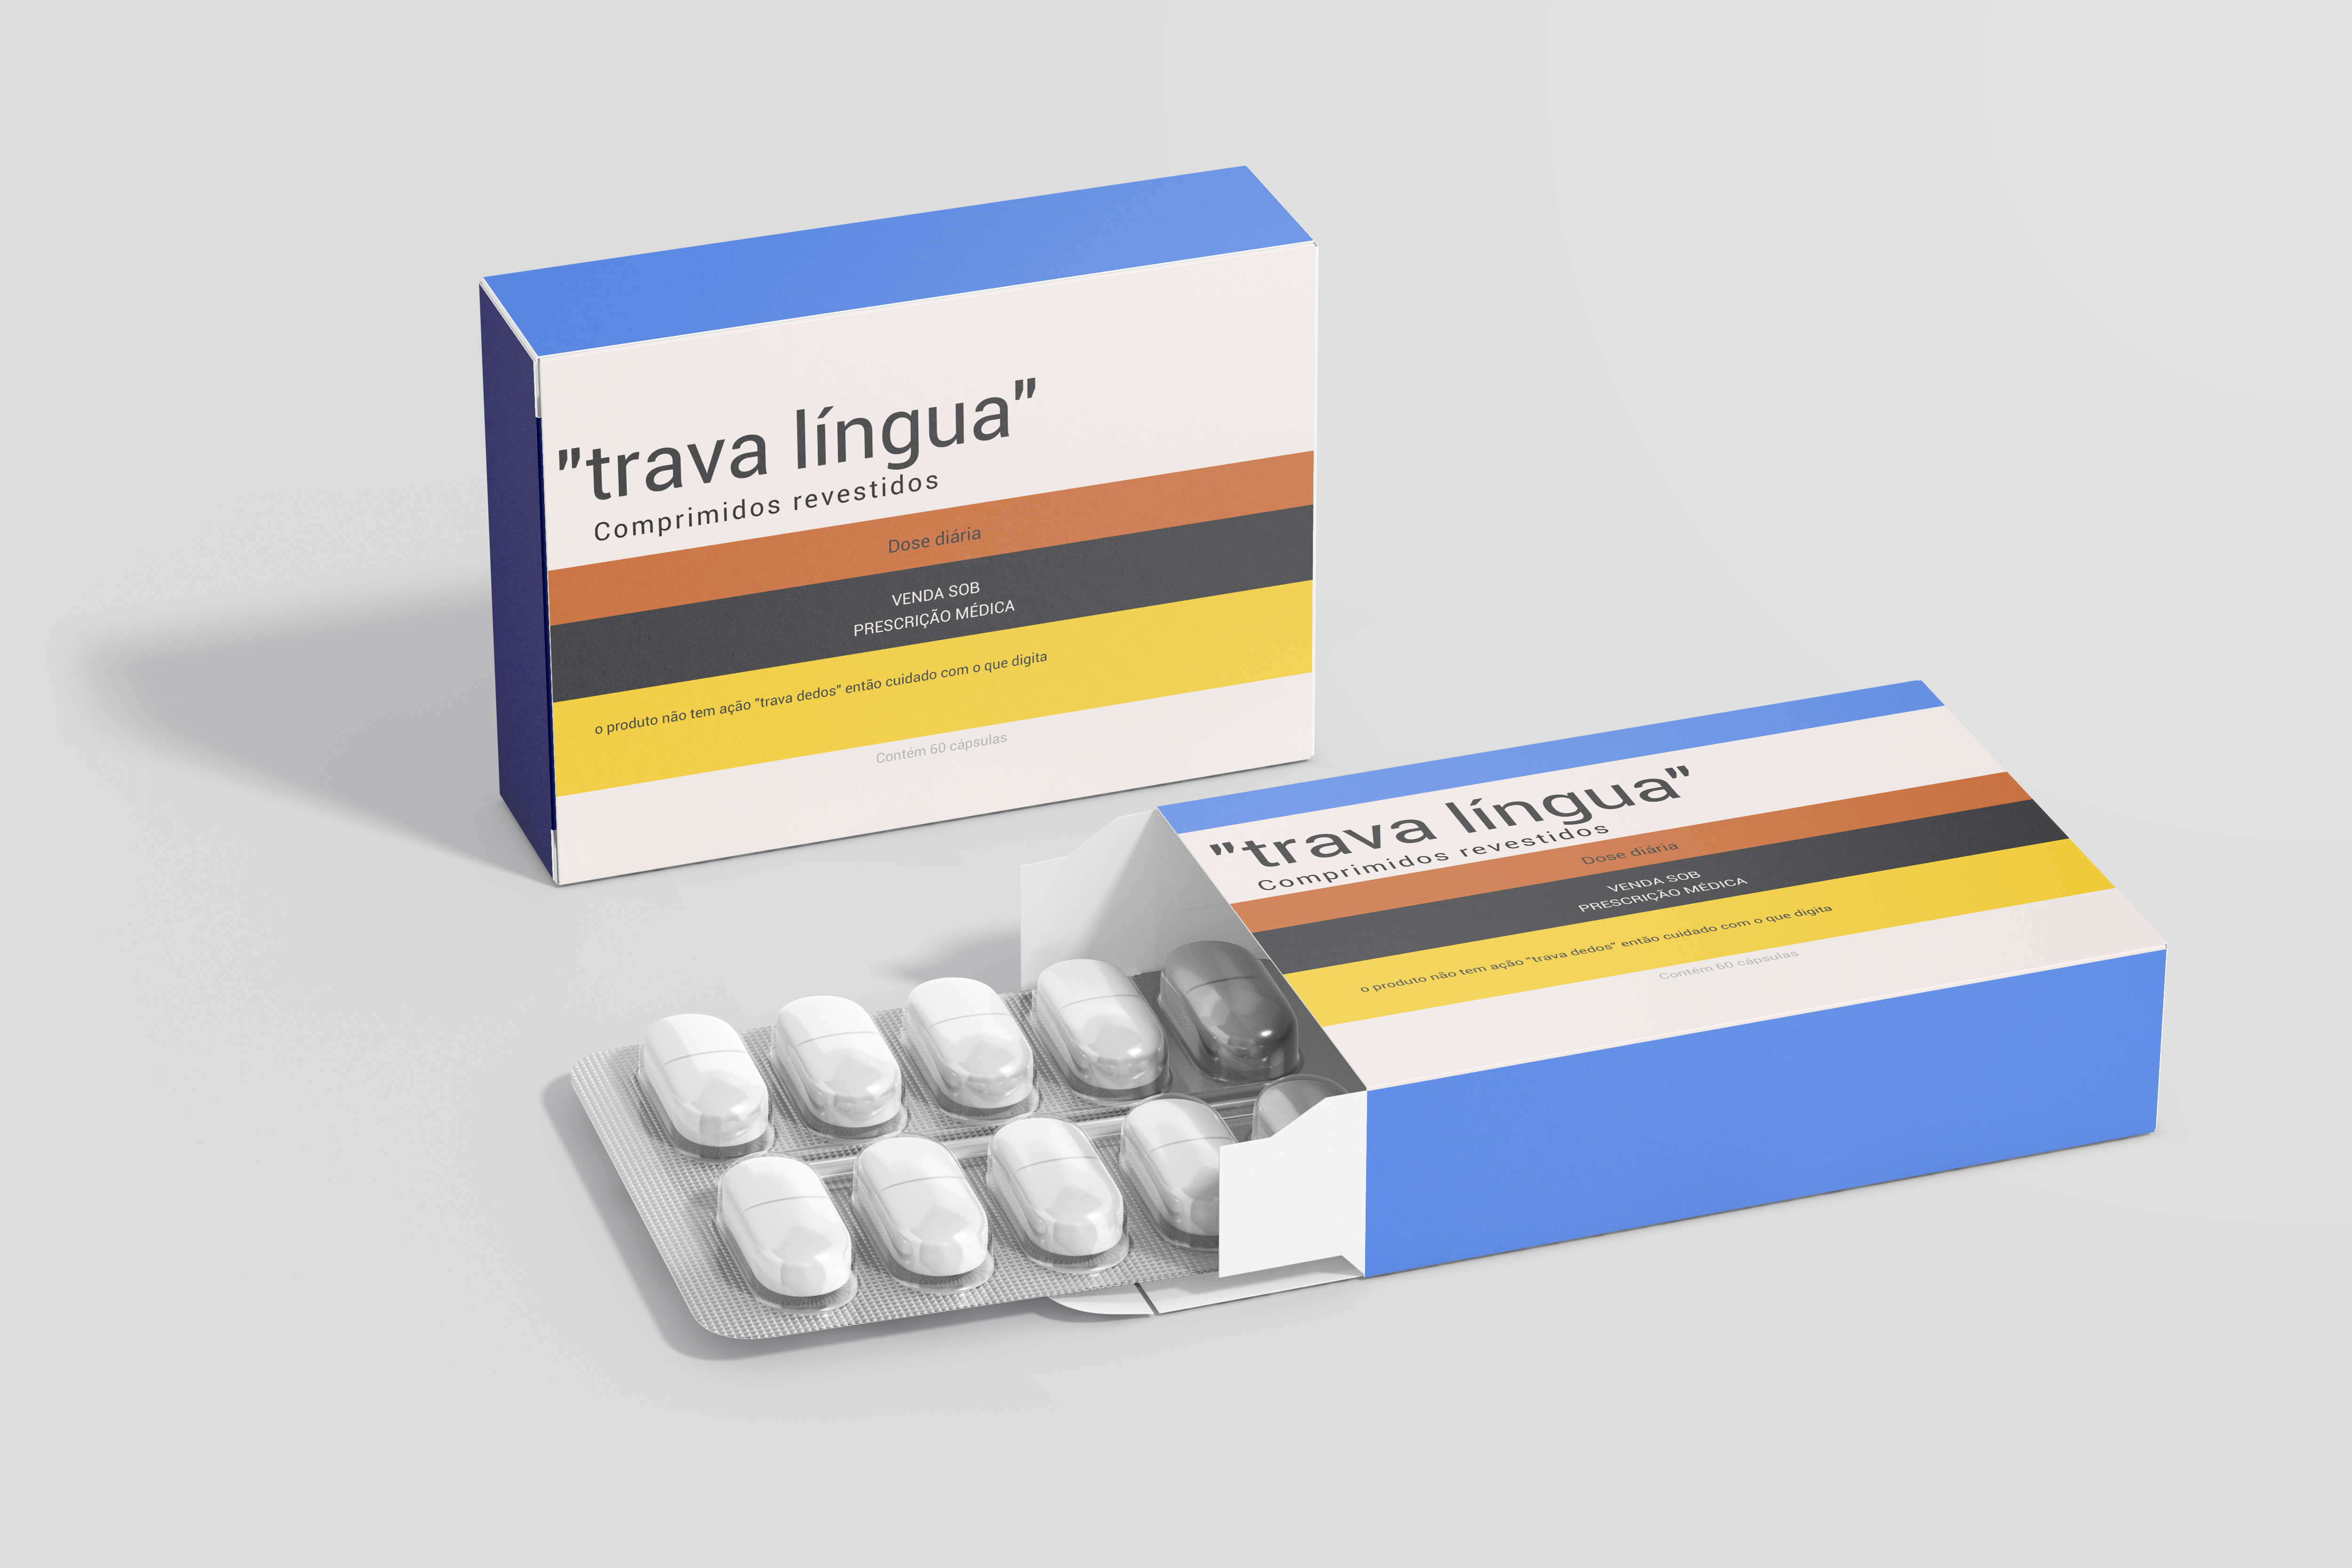 "trava língua"
Comprimidos revestidos
Dose diária
VENDA SOB
PRESCRIÇÃO MÉDICA
o produto não tem ação "trava dedos" então cuidado com o que digita
Contém 60 cápsulas
"trava língua"
Comprimidos revestidos
Dose diária
VENDA SOB
PRESCRIÇÃO MÉDICA
o produto não tem ação "trava dedos" então cuidado com o que digita
Contém 60 cápsulas